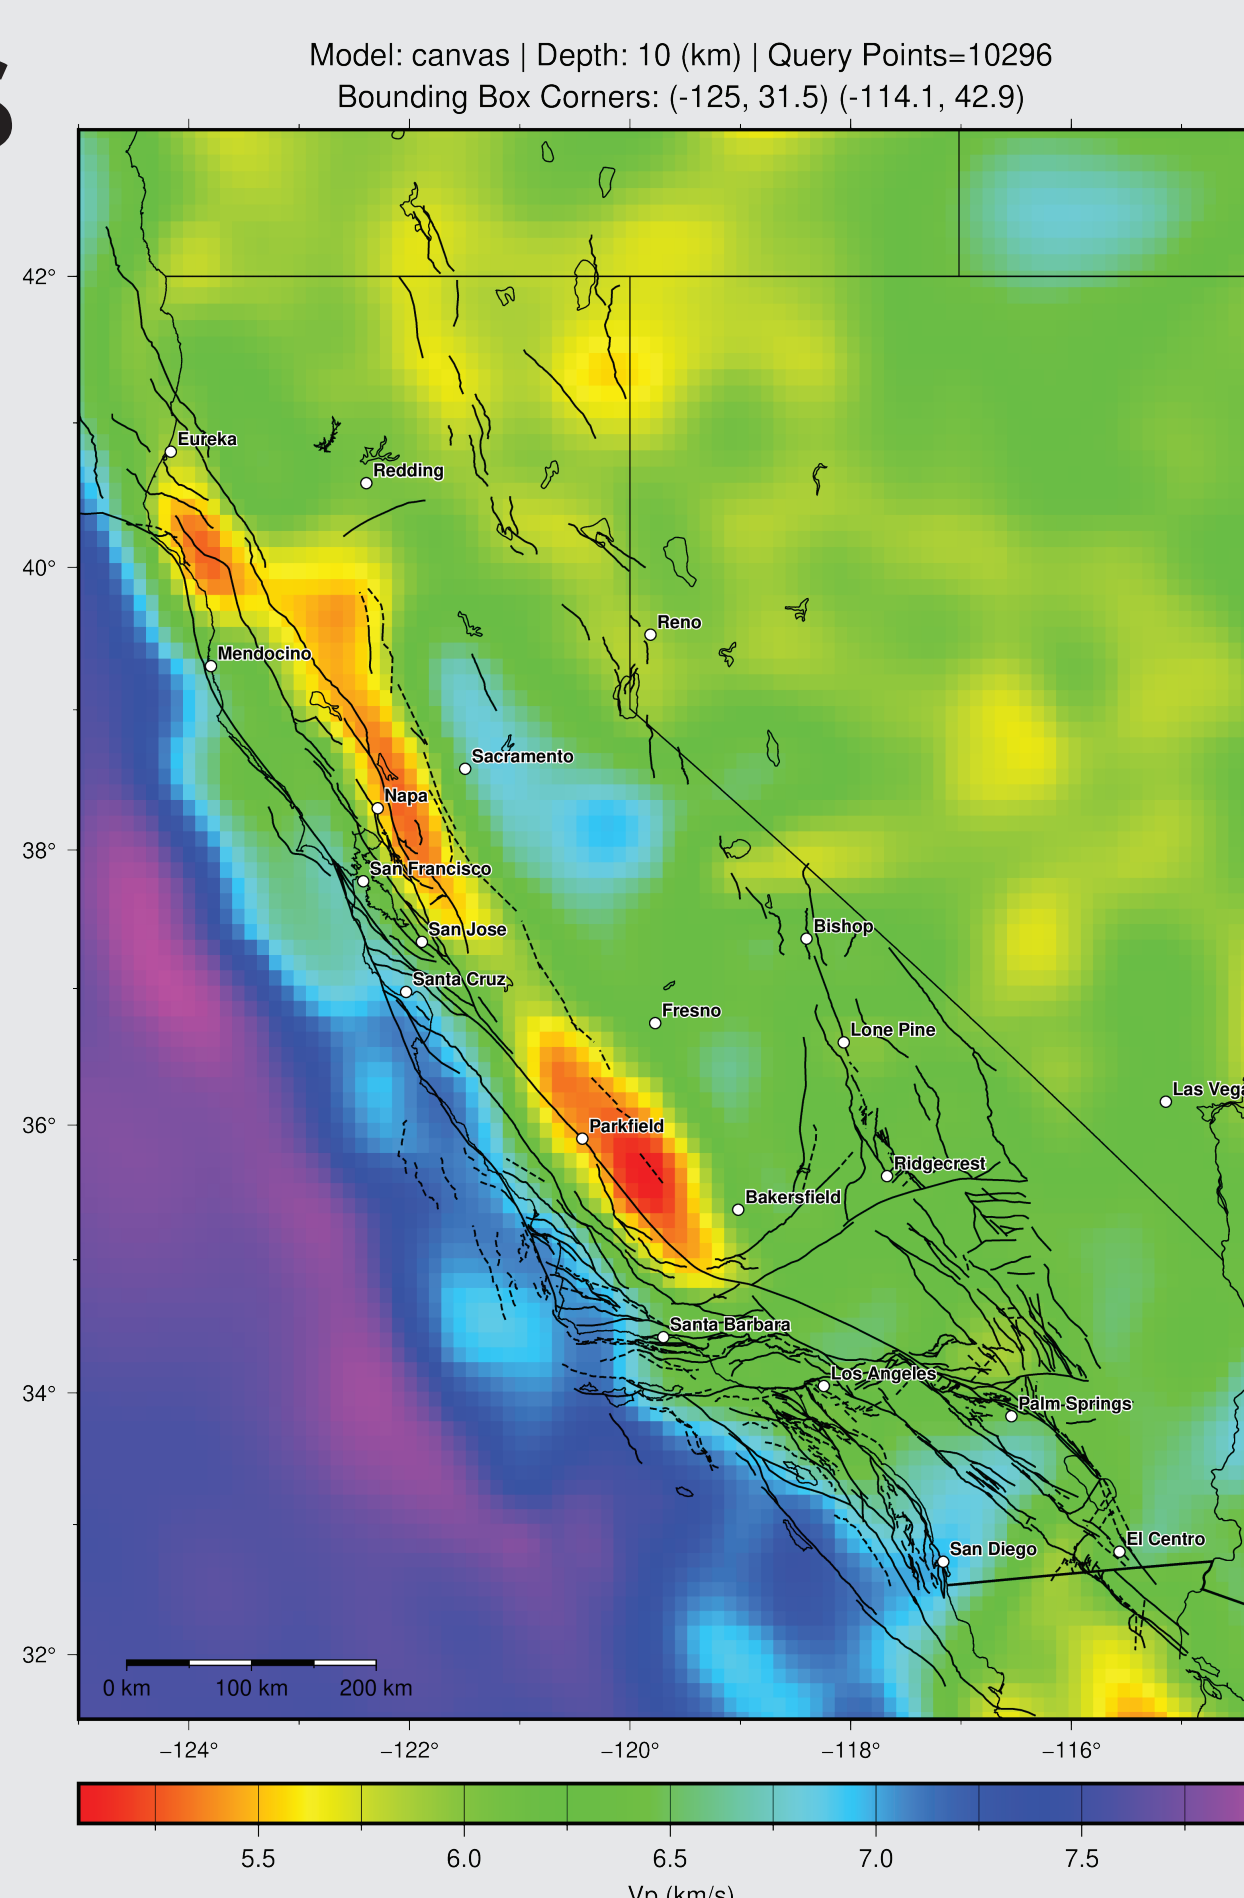 Model: canvas | Depth: 10 (km) | Query Points=10296
Bounding Box Corners: (-125, 31.5) (-114.1, 42.9)
42°
Eureka
Redding
40°
Reno
Mendocino
Sacramento
Napa
38°
San Francisco
Bishop
San Jose
Santa Cruz
Fresno
Lone Pine
Las Vega
36°
Parkfield
Ridgecrest
Bakersfield
Santa Barbara
34°
Los Angeles
Palm Springs
El Centro
San Diego
32°
0 km 100 km 200 km
−124° −122° −120° −118° −116°
5.5 6.0 6.5 7.0 7.5
Vp (km/s)